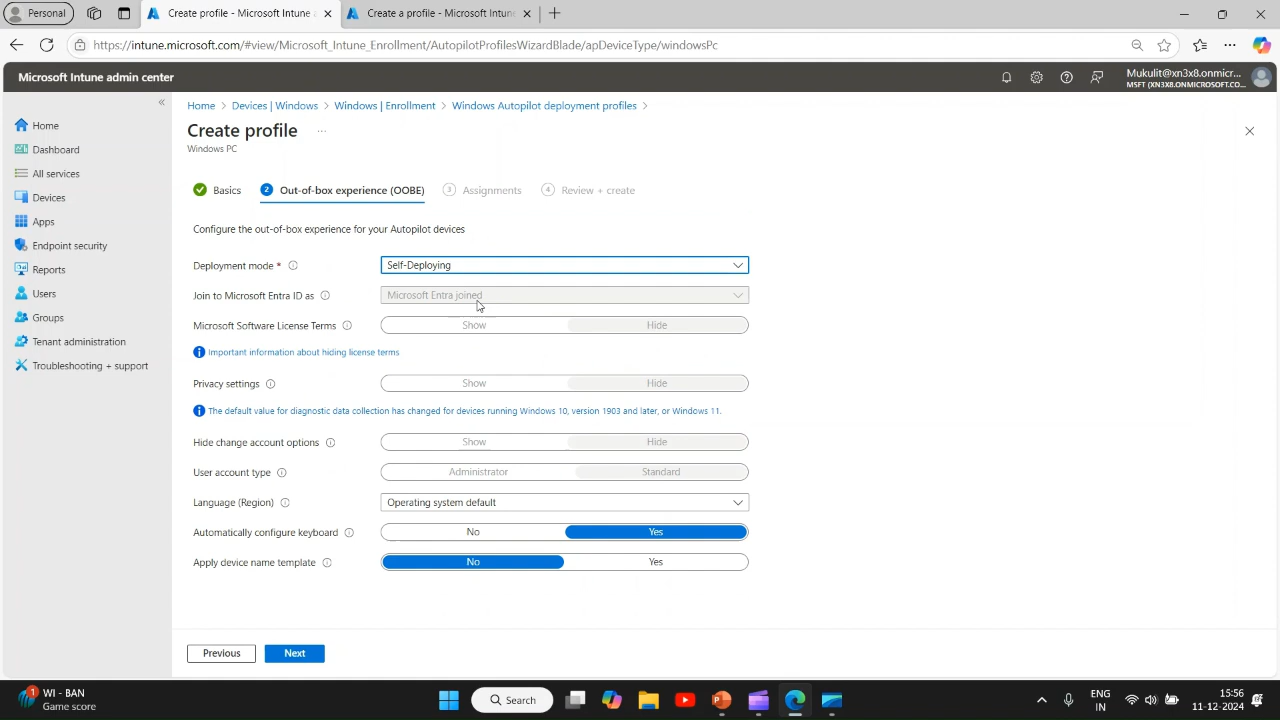 Personal
Create profile - Microsoft Intune a
Create a profile - Microsoft Intune
https://intune.microsoft.com/#view/Microsoft_Intune_Enrollment/AutopilotProfilesWizardBlade/apDeviceType/windowsPc
Microsoft Intune admin center
Mukulit@xn3x8.onmicr...
MSFT (XN3X8.ONMICROSOFT.CO...
Home > Devices | Windows > Windows | Enrollment > Windows Autopilot deployment profiles >
Create profile ...
Windows PC
Home
Dashboard
All services
Devices
Apps
Endpoint security
Reports
Users
Groups
Tenant administration
Troubleshooting + support
Basics
2 Out-of-box experience (OOBE)
3 Assignments
4 Review + create
Configure the out-of-box experience for your Autopilot devices
Deployment mode * Self-Deploying
Join to Microsoft Entra ID as Microsoft Entra joined
Microsoft Software License Terms Show Hide
Important information about hiding license terms
Privacy settings Show Hide
The default value for diagnostic data collection has changed for devices running Windows 10, version 1903 and later, or Windows 11.
Hide change account options Show Hide
User account type Administrator Standard
Language (Region) Operating system default
Automatically configure keyboard No Yes
Apply device name template No Yes
Previous Next
1
WI - BAN
Game score
Search
ENG
IN
15:56
11-12-2024